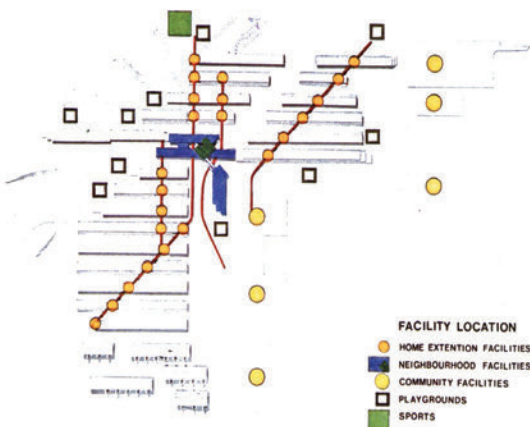 FACILITY LOCATION
HOME EXTENTION FACILITIES
NEIGHBOURHOOD FACILITIES
COMMUNITY FACILITIES
PLAYGROUNDS
SPORTS